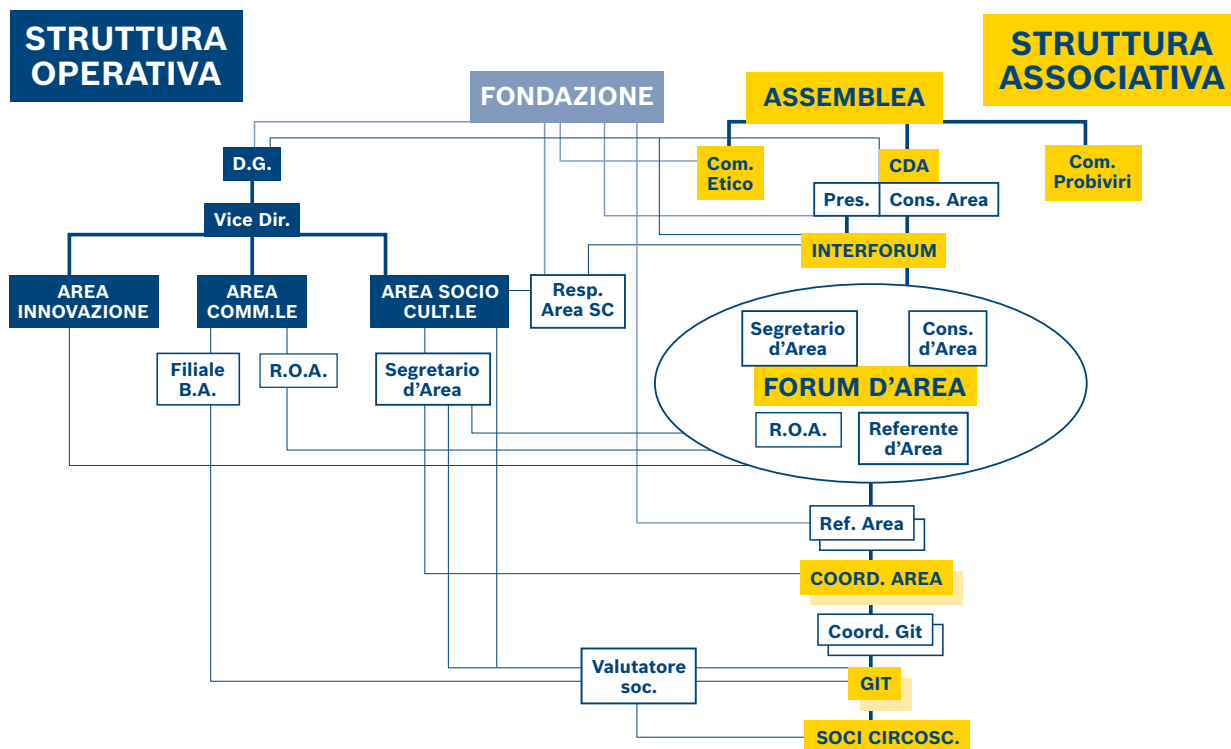 STRUTTURA
OPERATIVA
STRUTTURA
ASSOCIATIVA
FONDAZIONE
ASSEMBLEA
D.G.
Com.
Etico
CDA
Com.
Probiviri
Pres.
Cons. Area
Vice Dir.
INTERFORUM
AREA
INNOVAZIONE
AREA
COMM.LE
AREA SOCIO
CULT.LE
Resp.
Area SC
Segretario
d'Area
Cons.
d'Area
Filiale
B.A.
R.O.A.
Segretario
d'Area
FORUM D'AREA
R.O.A.
Referente
d'Area
Ref. Area
COORD. AREA
Coord. Git
Valutatore
soc.
GIT
SOCI CIRCOSC.